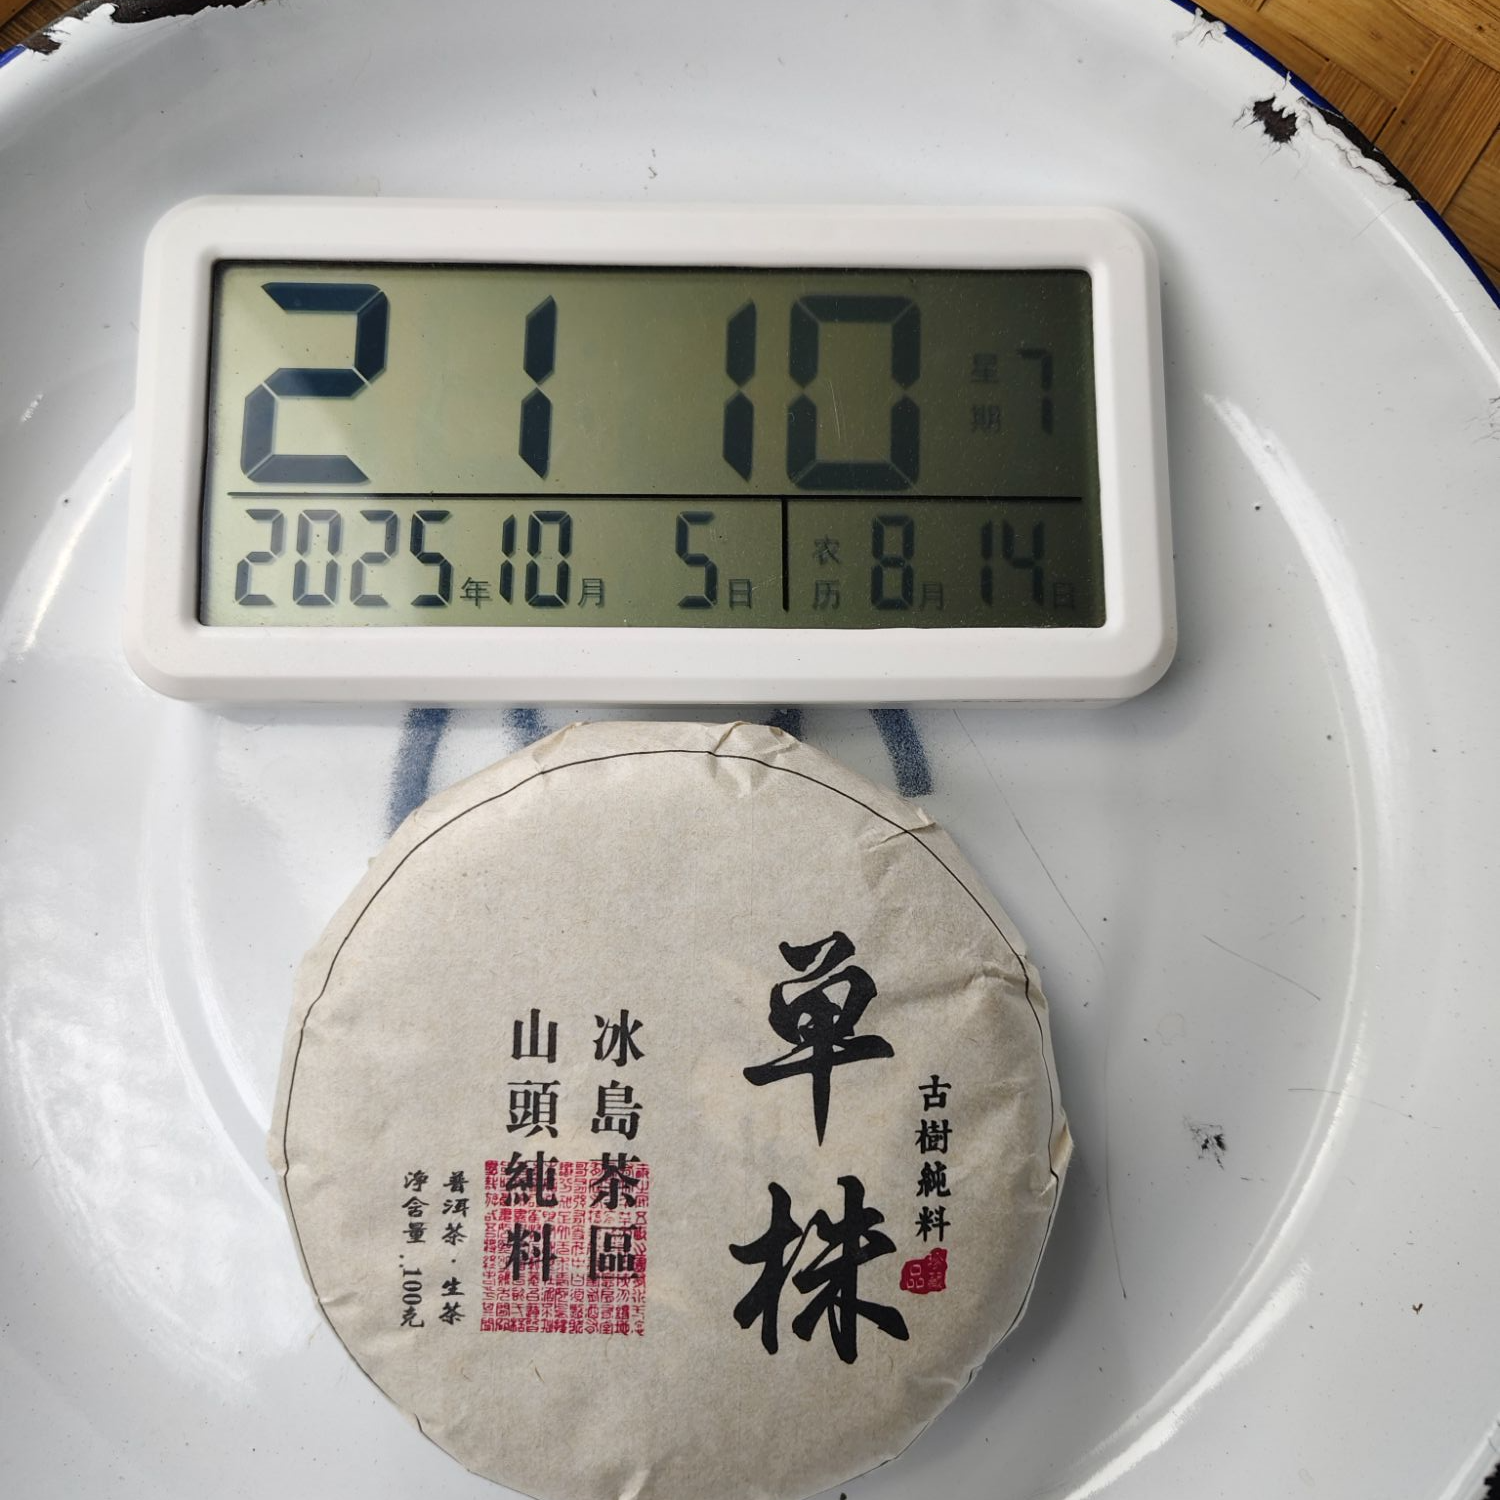 21 10 星期 7
2025年10月 5日 农历 8月 14日
古樹純料
单株
冰島茶區
山頭純料
普洱茶·生茶
净含量:100克